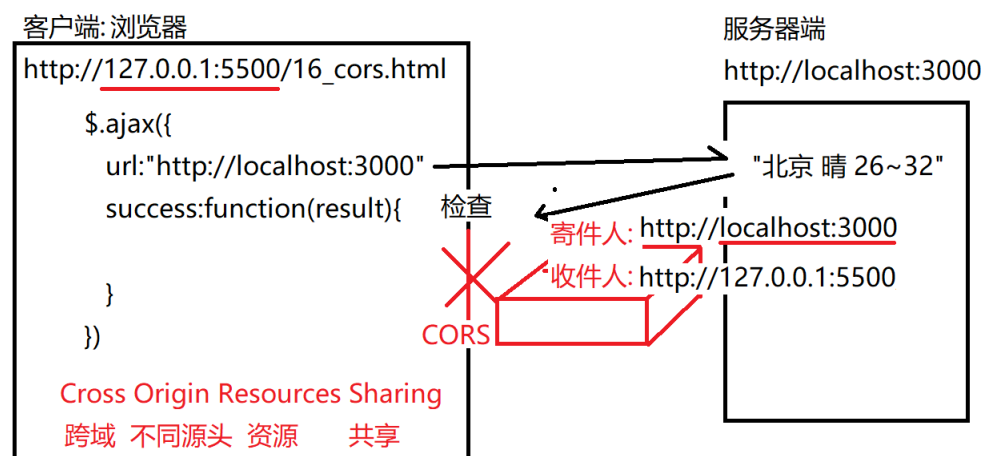 客户端: 浏览器
http://127.0.0.1:5500/16_cors.html
$.ajax({
url:"http://localhost:3000"
success:function(result){
}
})
检查
CORS
Cross Origin Resources Sharing
跨域 不同源头 资源 共享
服务器端
http://localhost:3000
"北京 晴 26~32"
寄件人: http://localhost:3000
收件人: http://127.0.0.1:5500